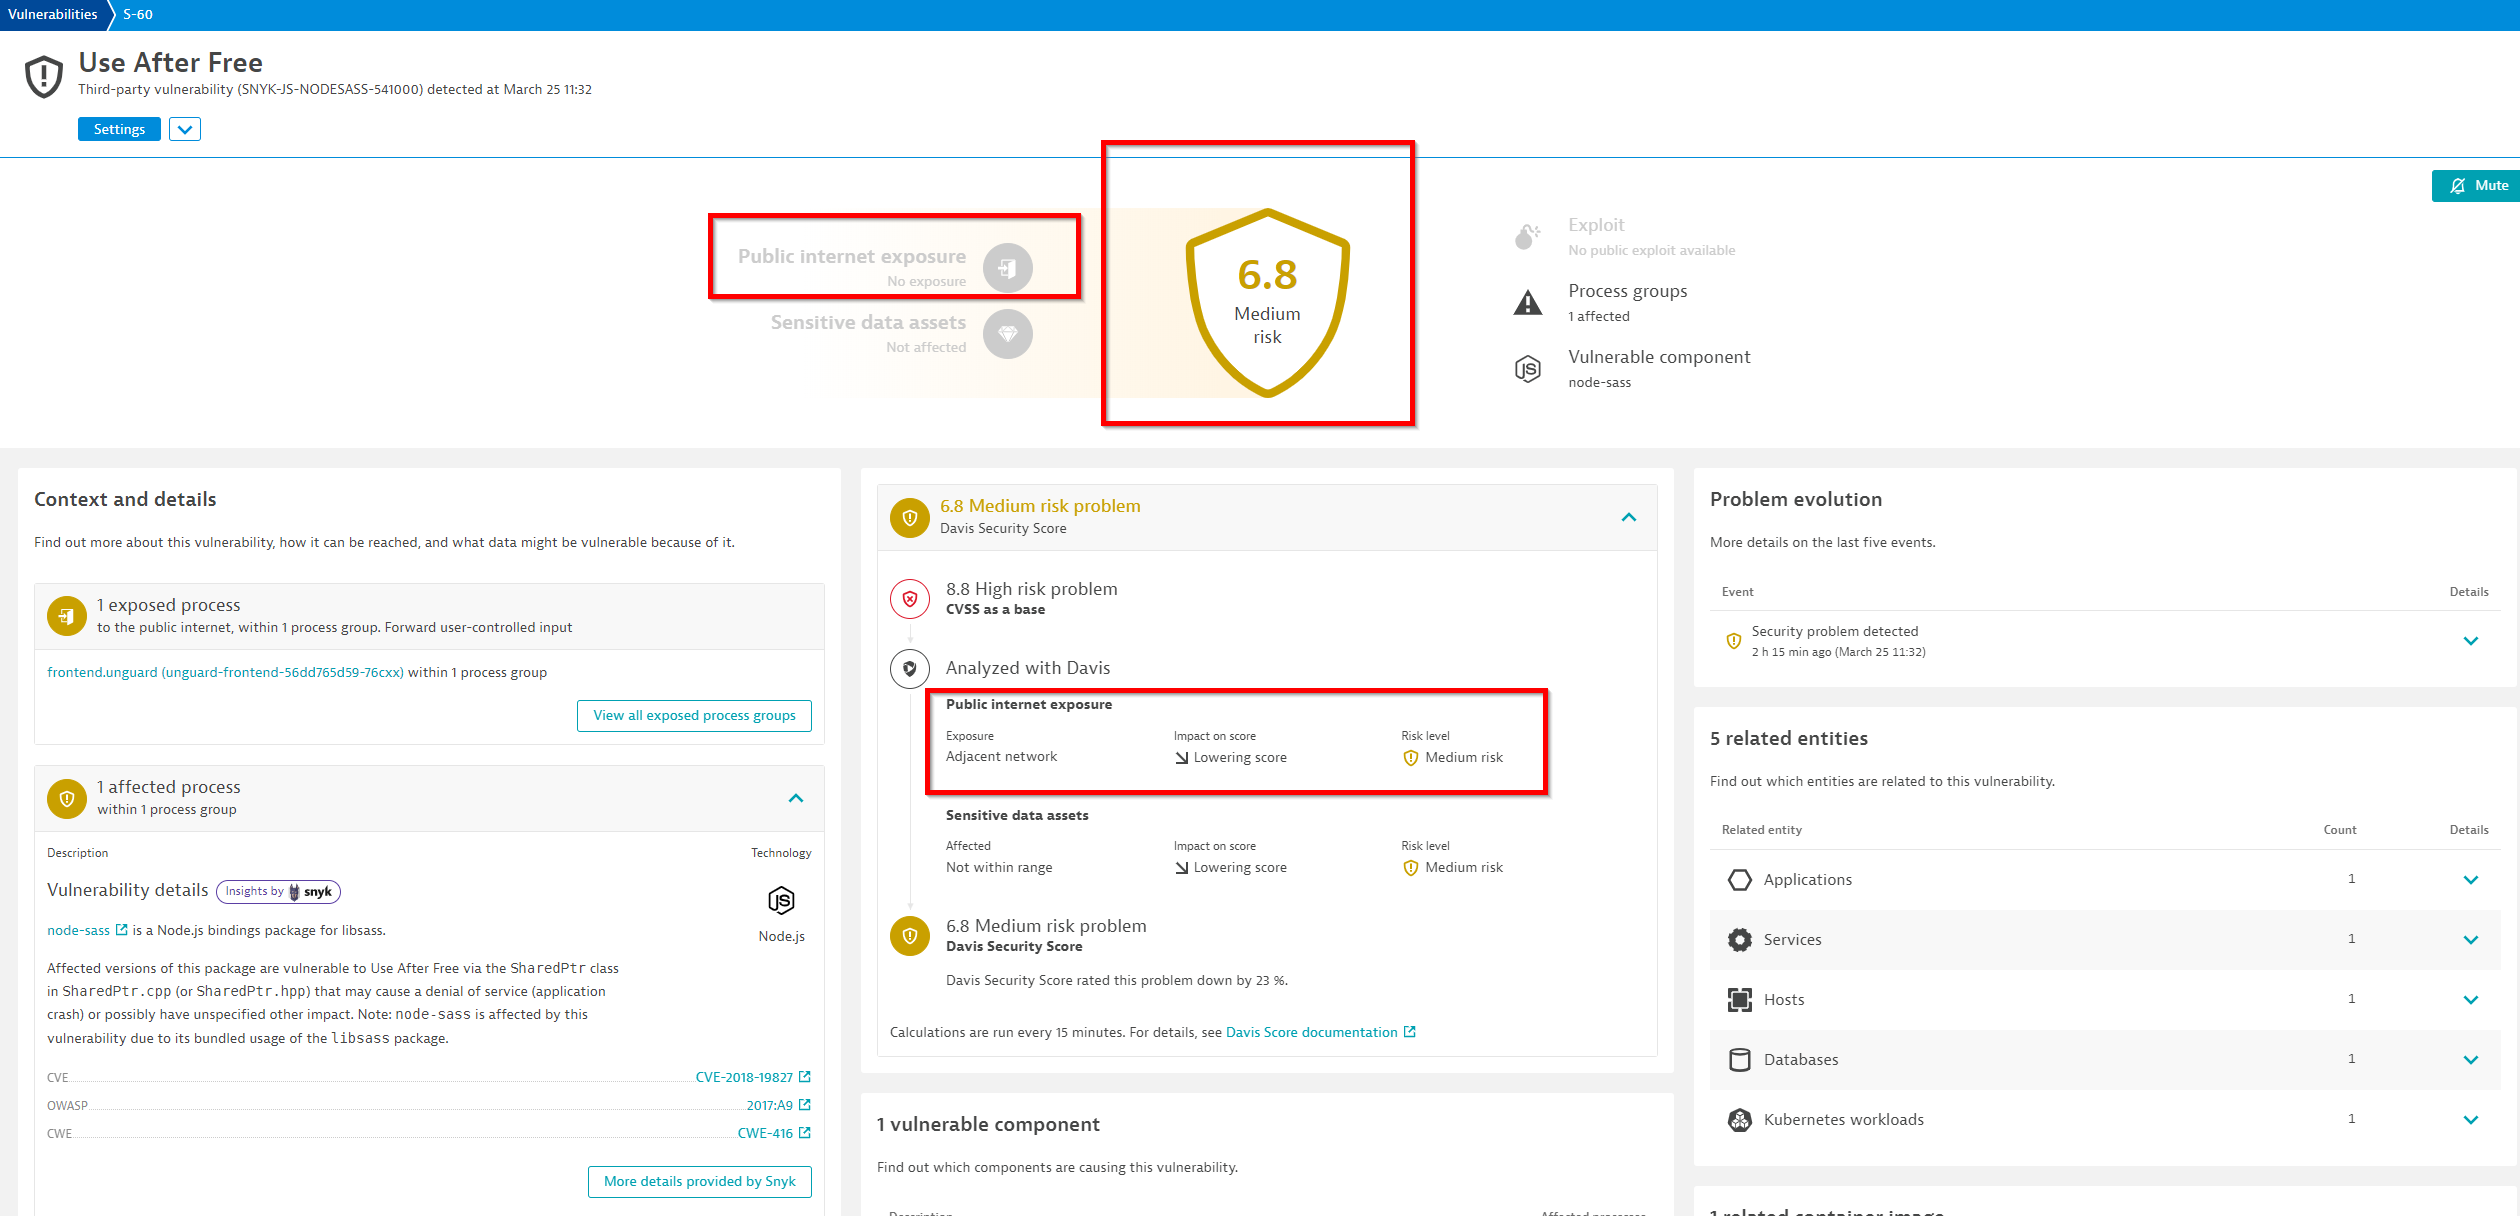 Vulnerabilities
S-60
Use After Free
Third-party vulnerability (SNYK-JS-NODESASS-541000) detected at March 25 11:32
Settings
Mute
Public internet exposure
No exposure
Sensitive data assets
Not affected
6.8
Medium
risk
Exploit
No public exploit available
Process groups
1 affected
Vulnerable component
node-sass
Context and details
Find out more about this vulnerability, how it can be reached, and what data might be vulnerable because of it.
1 exposed process
to the public internet, within 1 process group. Forward user-controlled input
frontend.unguard (unguard-frontend-56dd765d59-76cxx) within 1 process group
View all exposed process groups
1 affected process
within 1 process group
Description Technology
Vulnerability details Insights by snyk
Node.js
node-sass is a Node.js bindings package for libsass.
Affected versions of this package are vulnerable to Use After Free via the SharedPtr class
in SharedPtr.cpp (or SharedPtr.hpp) that may cause a denial of service (application
crash) or possibly have unspecified other impact. Note: node-sass is affected by this
vulnerability due to its bundled usage of the libsass package.
CVE CVE-2018-19827
OWASP 2017:A9
CWE CWE-416
More details provided by Snyk
6.8 Medium risk problem
Davis Security Score
8.8 High risk problem
CVSS as a base
Analyzed with Davis
Public internet exposure
Exposure Impact on score Risk level
Adjacent network Lowering score Medium risk
Sensitive data assets
Affected Impact on score Risk level
Not within range Lowering score Medium risk
6.8 Medium risk problem
Davis Security Score
Davis Security Score rated this problem down by 23 %.
Calculations are run every 15 minutes. For details, see Davis Score documentation
1 vulnerable component
Find out which components are causing this vulnerability.
Description Affected processes
Problem evolution
More details on the last five events.
Event Details
Security problem detected
2 h 15 min ago (March 25 11:32)
5 related entities
Find out which entities are related to this vulnerability.
Related entity Count Details
Applications 1
Services 1
Hosts 1
Databases 1
Kubernetes workloads 1
1 related container image